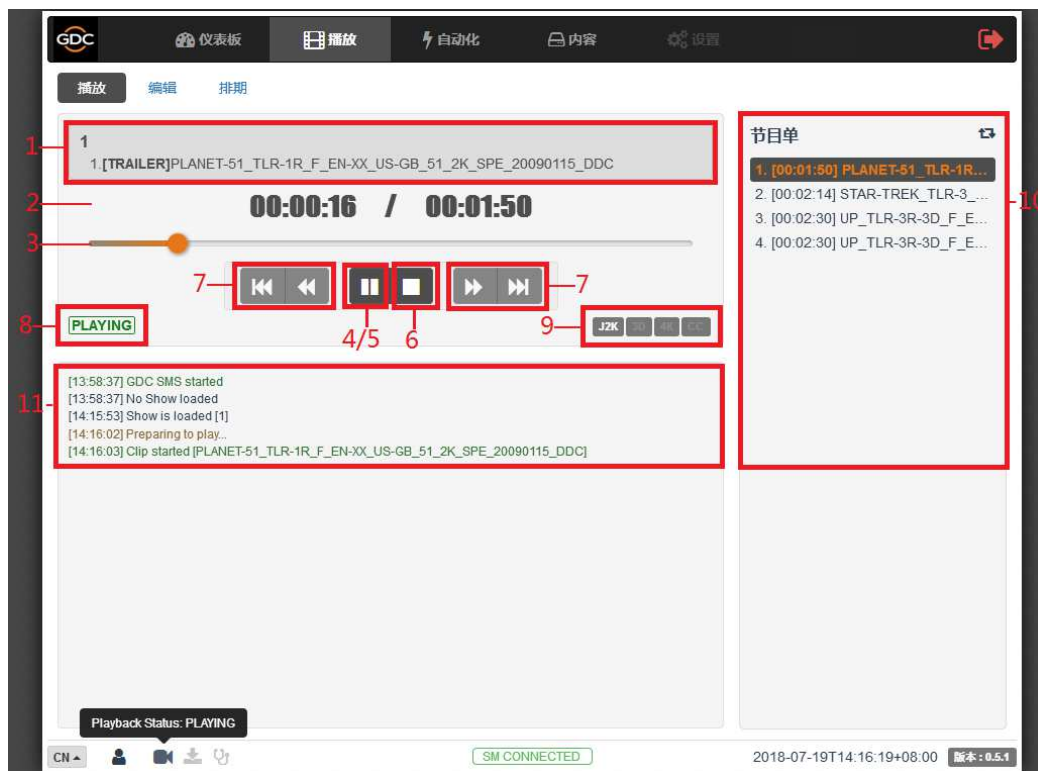 GDC 仪表板 播放 自动化 内容 设置
播放 编辑 排期
1
1
1.[TRAILER]PLANET-51_TLR-1R_F_EN-XX_US-GB_51_2K_SPE_20090115_DDC
2
00:00:16 / 00:01:50
3
7
7
4/5
6
8
PLAYING
9
J2K 3D 4K CC
节目单
1. [00:01:50] PLANET-51_TLR-1R...
2. [00:02:14] STAR-TREK_TLR-3_...
3. [00:02:30] UP_TLR-3R-3D_F_E...
4. [00:02:30] UP_TLR-3R-3D_F_E...
10
11
[13:58:37] GDC SMS started
[13:58:37] No Show loaded
[14:15:53] Show is loaded [1]
[14:16:02] Preparing to play...
[14:16:03] Clip started [PLANET-51_TLR-1R_F_EN-XX_US-GB_51_2K_SPE_20090115_DDC]
Playback Status: PLAYING
CN SM CONNECTED 2018-07-19T14:16:19+08:00 版本 : 0.5.1